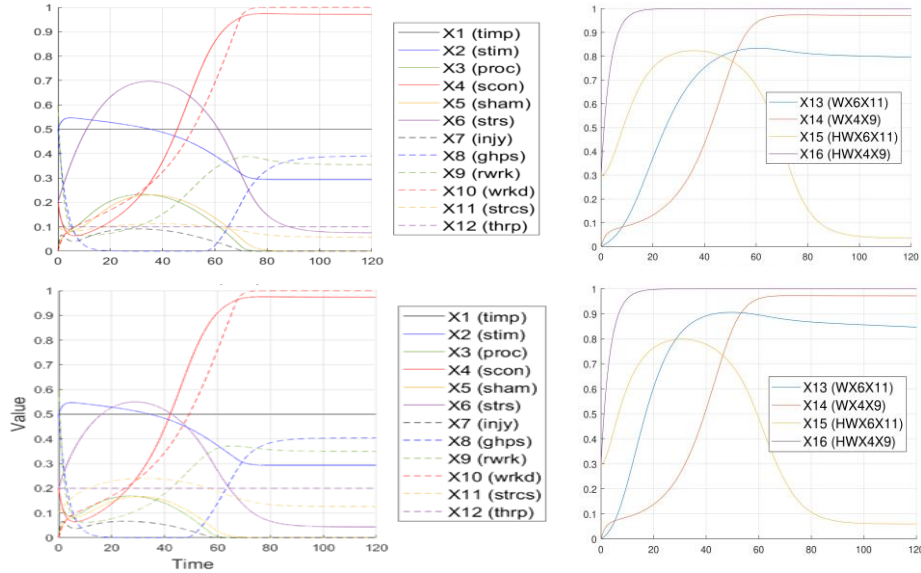 1
0.9
0.8
0.7
0.6
0.5
0.4
0.3
0.2
0.1
0
0 20 40 60 80 100 120
X1 (timp)
X2 (stim)
X3 (proc)
X4 (scon)
X5 (sham)
X6 (strs)
X7 (injy)
X8 (ghps)
X9 (rwrk)
X10 (wrkd)
X11 (strcs)
X12 (thrp)
1
0.9
0.8
0.7
0.6
0.5
0.4
0.3
0.2
0.1
0
0 20 40 60 80 100 120
X13 (WX6X11)
X14 (WX4X9)
X15 (HWX6X11)
X16 (HWX4X9)
Value
1
0.9
0.8
0.7
0.6
0.5
0.4
0.3
0.2
0.1
0
0 20 40 60 80 100 120
Time
X1 (timp)
X2 (stim)
X3 (proc)
X4 (scon)
X5 (sham)
X6 (strs)
X7 (injy)
X8 (ghps)
X9 (rwrk)
X10 (wrkd)
X11 (strcs)
X12 (thrp)
1
0.9
0.8
0.7
0.6
0.5
0.4
0.3
0.2
0.1
0
0 20 40 60 80 100 120
X13 (WX6X11)
X14 (WX4X9)
X15 (HWX6X11)
X16 (HWX4X9)